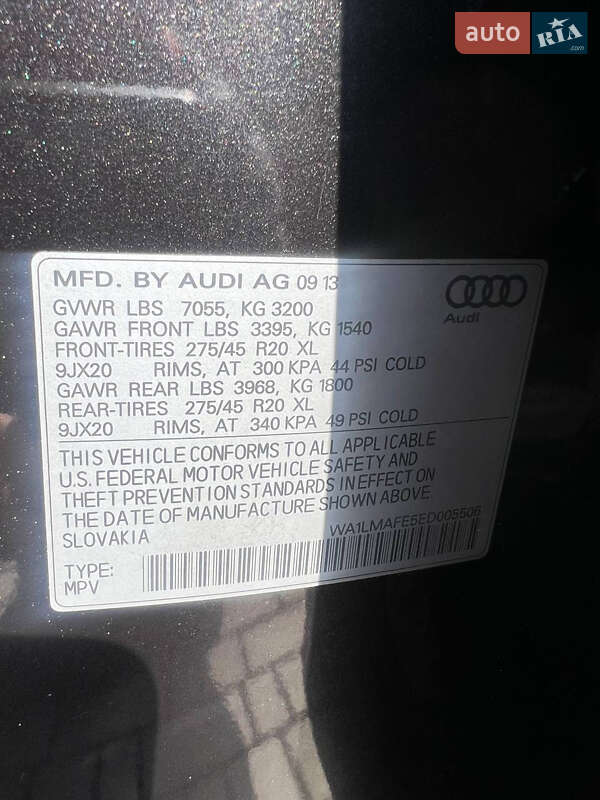 auto RIA.com
MFD. BY AUDI AG 09 13
Audi
GVWR LBS 7055, KG 3200
GAWR FRONT LBS 3395, KG 1540
FRONT-TIRES 275/45 R20 XL
9JX20 RIMS, AT 300 KPA 44 PSI COLD
GAWR REAR LBS 3968, KG 1800
REAR-TIRES 275/45 R20 XL
9JX20 RIMS, AT 340 KPA 49 PSI COLD
THIS VEHICLE CONFORMS TO ALL APPLICABLE
U.S. FEDERAL MOTOR VEHICLE SAFETY AND
THEFT PREVENTION STANDARDS IN EFFECT ON
THE DATE OF MANUFACTURE SHOWN ABOVE
SLOVAKIA
WA1LMAFE5ED005506
TYPE:
MPV